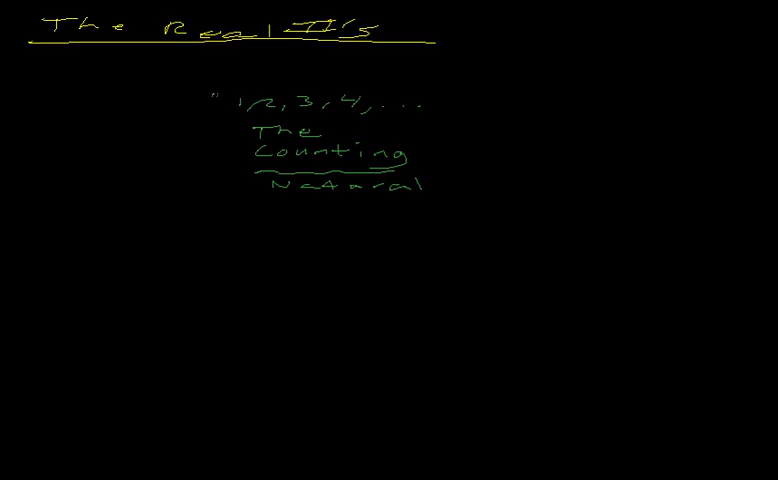 The Real #'s
1, 2, 3, 4, ...
The
Counting
Natural